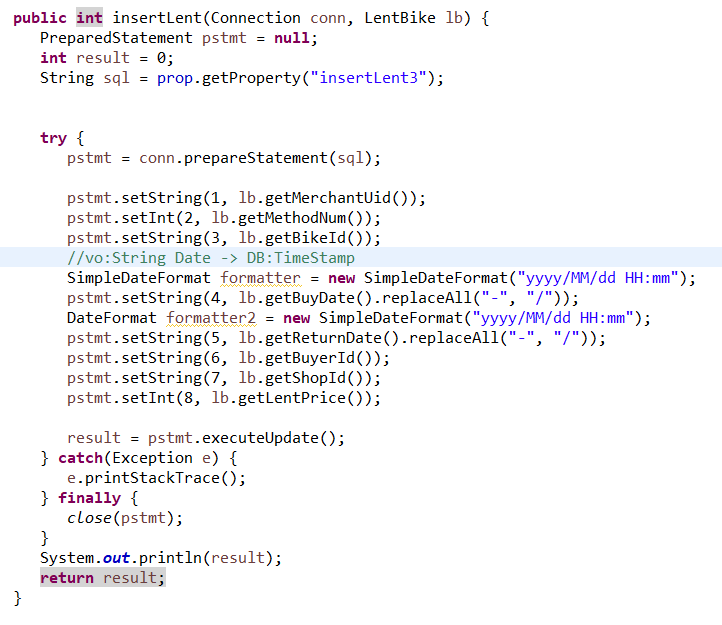 public int insertLent(Connection conn, LentBike lb) {
PreparedStatement pstmt = null;
int result = 0;
String sql = prop.getProperty("insertLent3");
try {
pstmt = conn.prepareStatement(sql);
pstmt.setString(1, lb.getMerchantUid());
pstmt.setInt(2, lb.getMethodNum());
pstmt.setString(3, lb.getBikeId());
//vo:String Date -> DB:TimeStamp
SimpleDateFormat formatter = new SimpleDateFormat("yyyy/MM/dd HH:mm");
pstmt.setString(4, lb.getBuyDate().replaceAll("-", "/"));
DateFormat formatter2 = new SimpleDateFormat("yyyy/MM/dd HH:mm");
pstmt.setString(5, lb.getReturnDate().replaceAll("-", "/"));
pstmt.setString(6, lb.getBuyerId());
pstmt.setString(7, lb.getShopId());
pstmt.setInt(8, lb.getLentPrice());
result = pstmt.executeUpdate();
} catch(Exception e) {
e.printStackTrace();
} finally {
close(pstmt);
}
System.out.println(result);
return result;
}